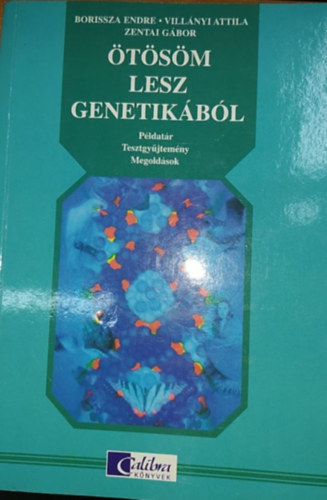 BORISSZA ENDRE • VILLÁNYI ATTILA
ZENTAI GÁBOR
ÖTÖSÖM
LESZ
GENETIKÁBÓL
Példatár
Tesztgyűjtemény
Megoldások
Calibra
KÖNYVEK